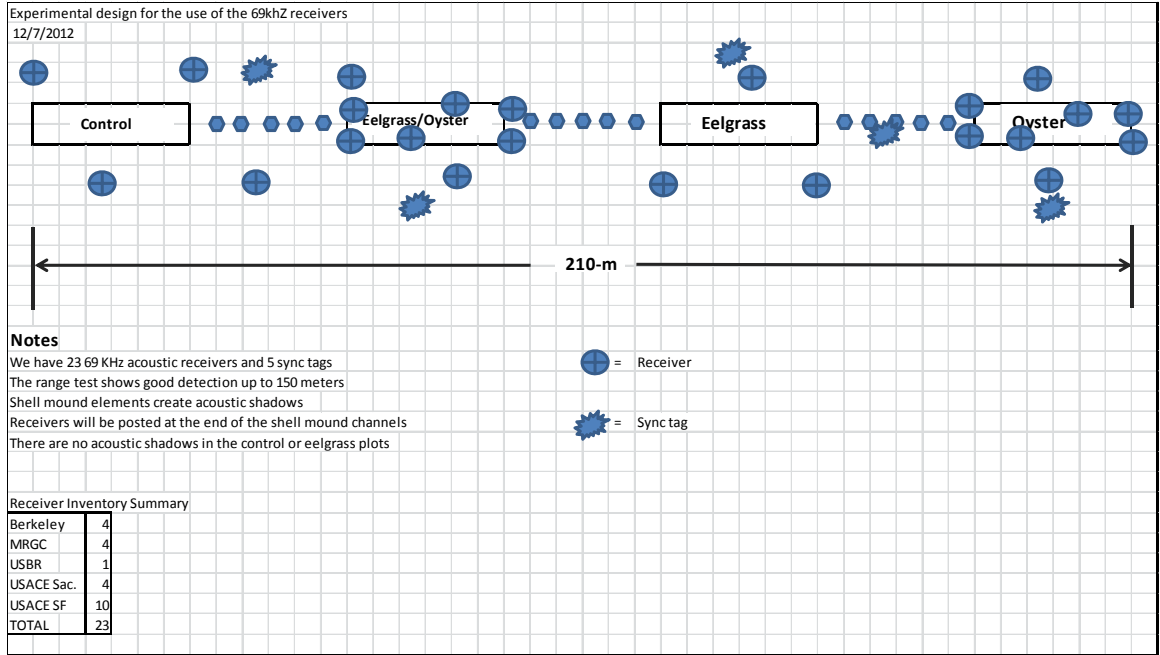 Experimental design for the use of the 69khZ receivers
12/7/2012
Control
Eelgrass/Oyster
Eelgrass
Oyster
210-m
Notes
We have 23 69 KHz acoustic receivers and 5 sync tags
The range test shows good detection up to 150 meters
Shell mound elements create acoustic shadows
Receivers will be posted at the end of the shell mound channels
There are no acoustic shadows in the control or eelgrass plots
= Receiver
= Sync tag
Receiver Inventory Summary
Berkeley 4
MRGC 4
USBR 1
USACE Sac. 4
USACE SF 10
TOTAL 23